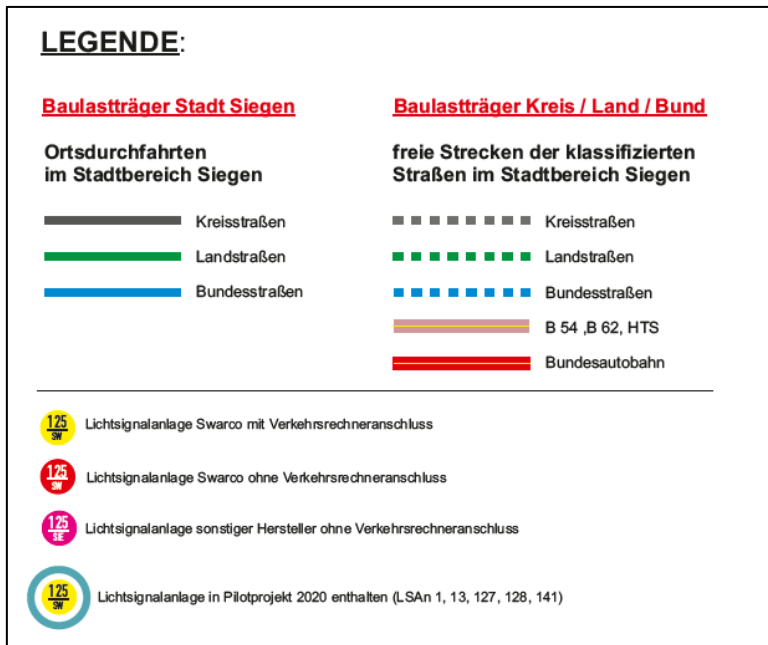 LEGENDE:
Baulastträger Stadt Siegen
Ortsdurchfahrten
im Stadtbereich Siegen
Kreisstraßen
Landstraßen
Bundesstraßen
Baulastträger Kreis / Land / Bund
freie Strecken der klassifizierten
Straßen im Stadtbereich Siegen
Kreisstraßen
Landstraßen
Bundesstraßen
B 54 ,B 62, HTS
Bundesautobahn
125
SW
Lichtsignalanlage Swarco mit Verkehrsrechneranschluss
125
SW
Lichtsignalanlage Swarco ohne Verkehrsrechneranschluss
125
SIE
Lichtsignalanlage sonstiger Hersteller ohne Verkehrsrechneranschluss
125
SW
Lichtsignalanlage in Pilotprojekt 2020 enthalten (LSAn 1, 13, 127, 128, 141)